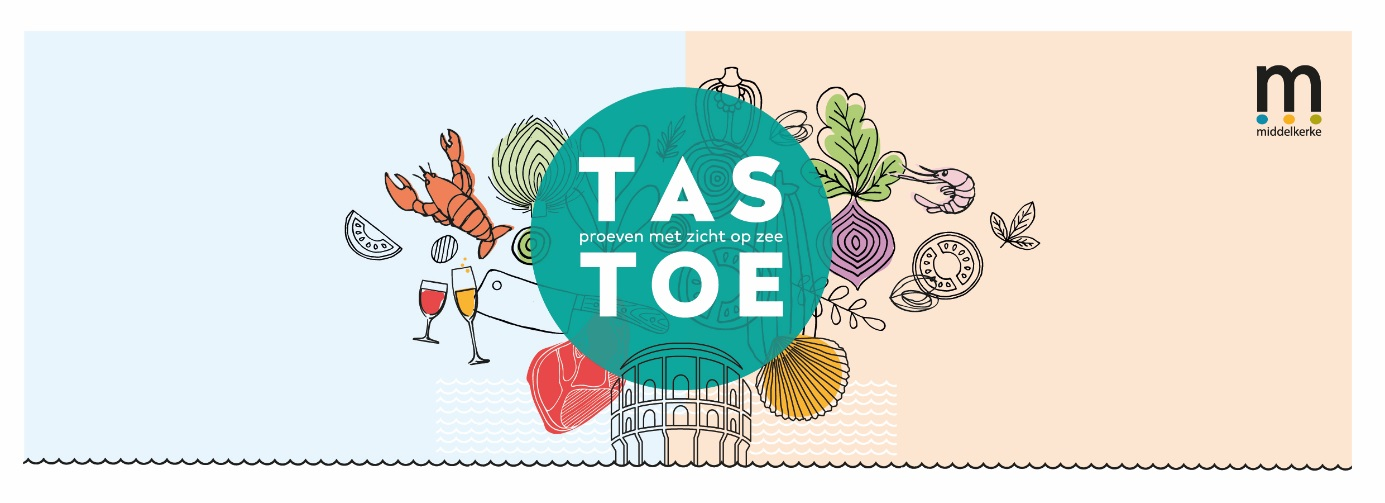 TAS
proeven met zicht op zee
TOE
m
middelkerke